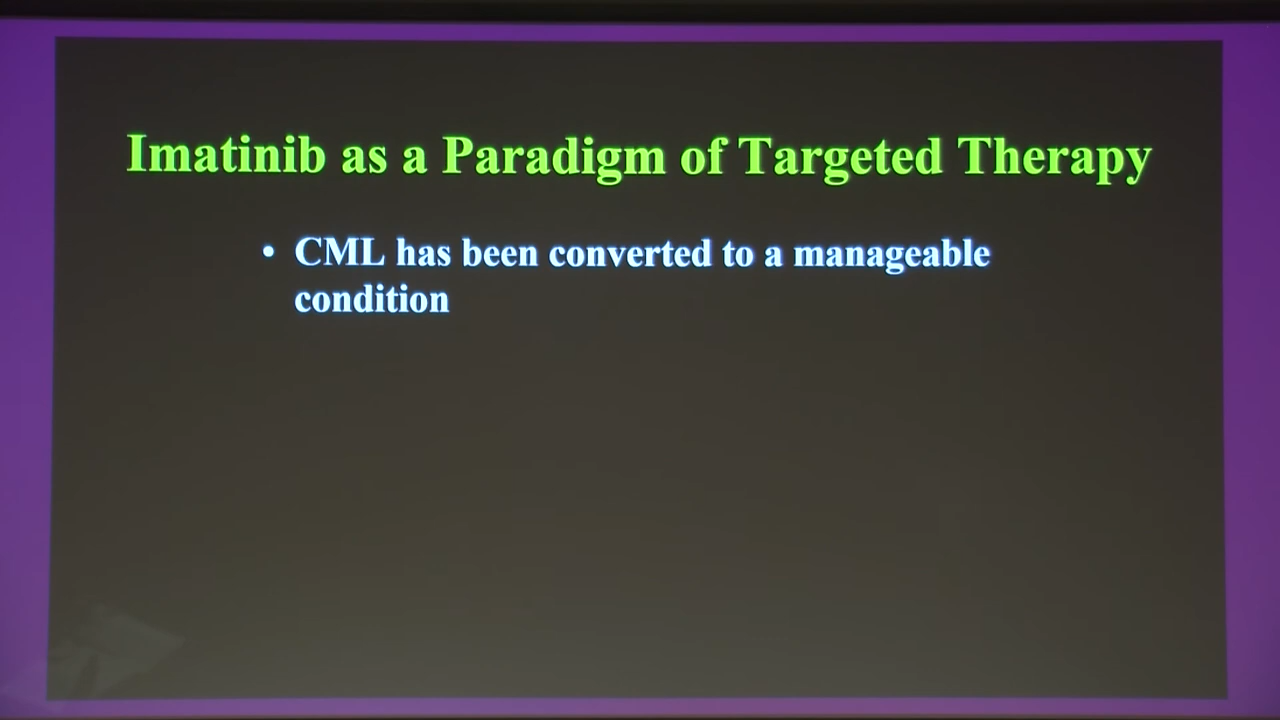 Imatinib as a Paradigm of Targeted Therapy
• CML has been converted to a manageable
condition